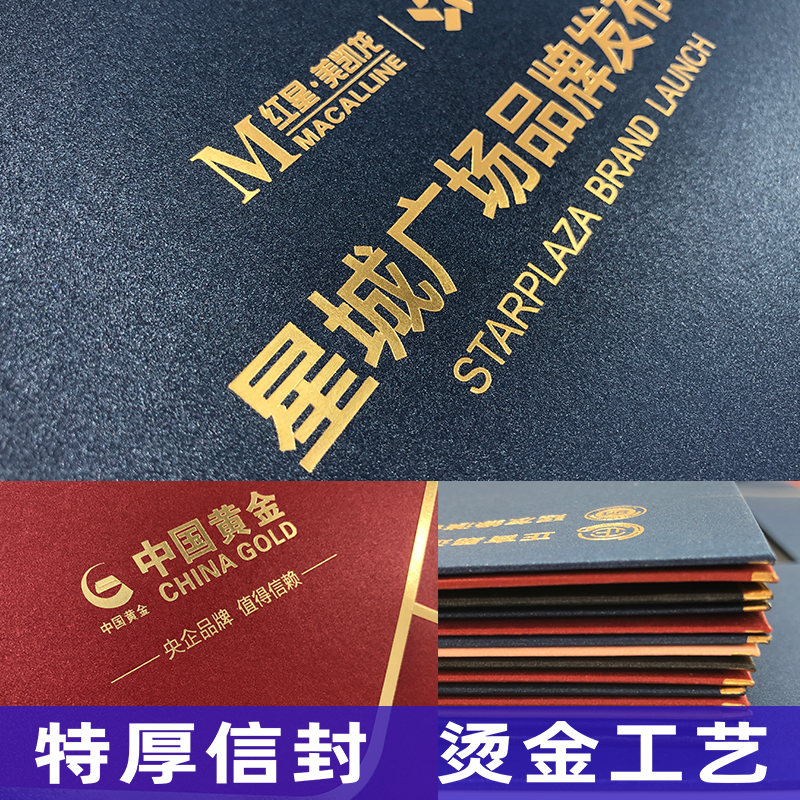 红星·美凯龙
M
MACALLINE
星城广场品牌发布
STARPLAZA BRAND LAUNCH
中国黄金
CHINA GOLD
中国黄金
央企品牌 值得信赖
特厚信封
烫金工艺